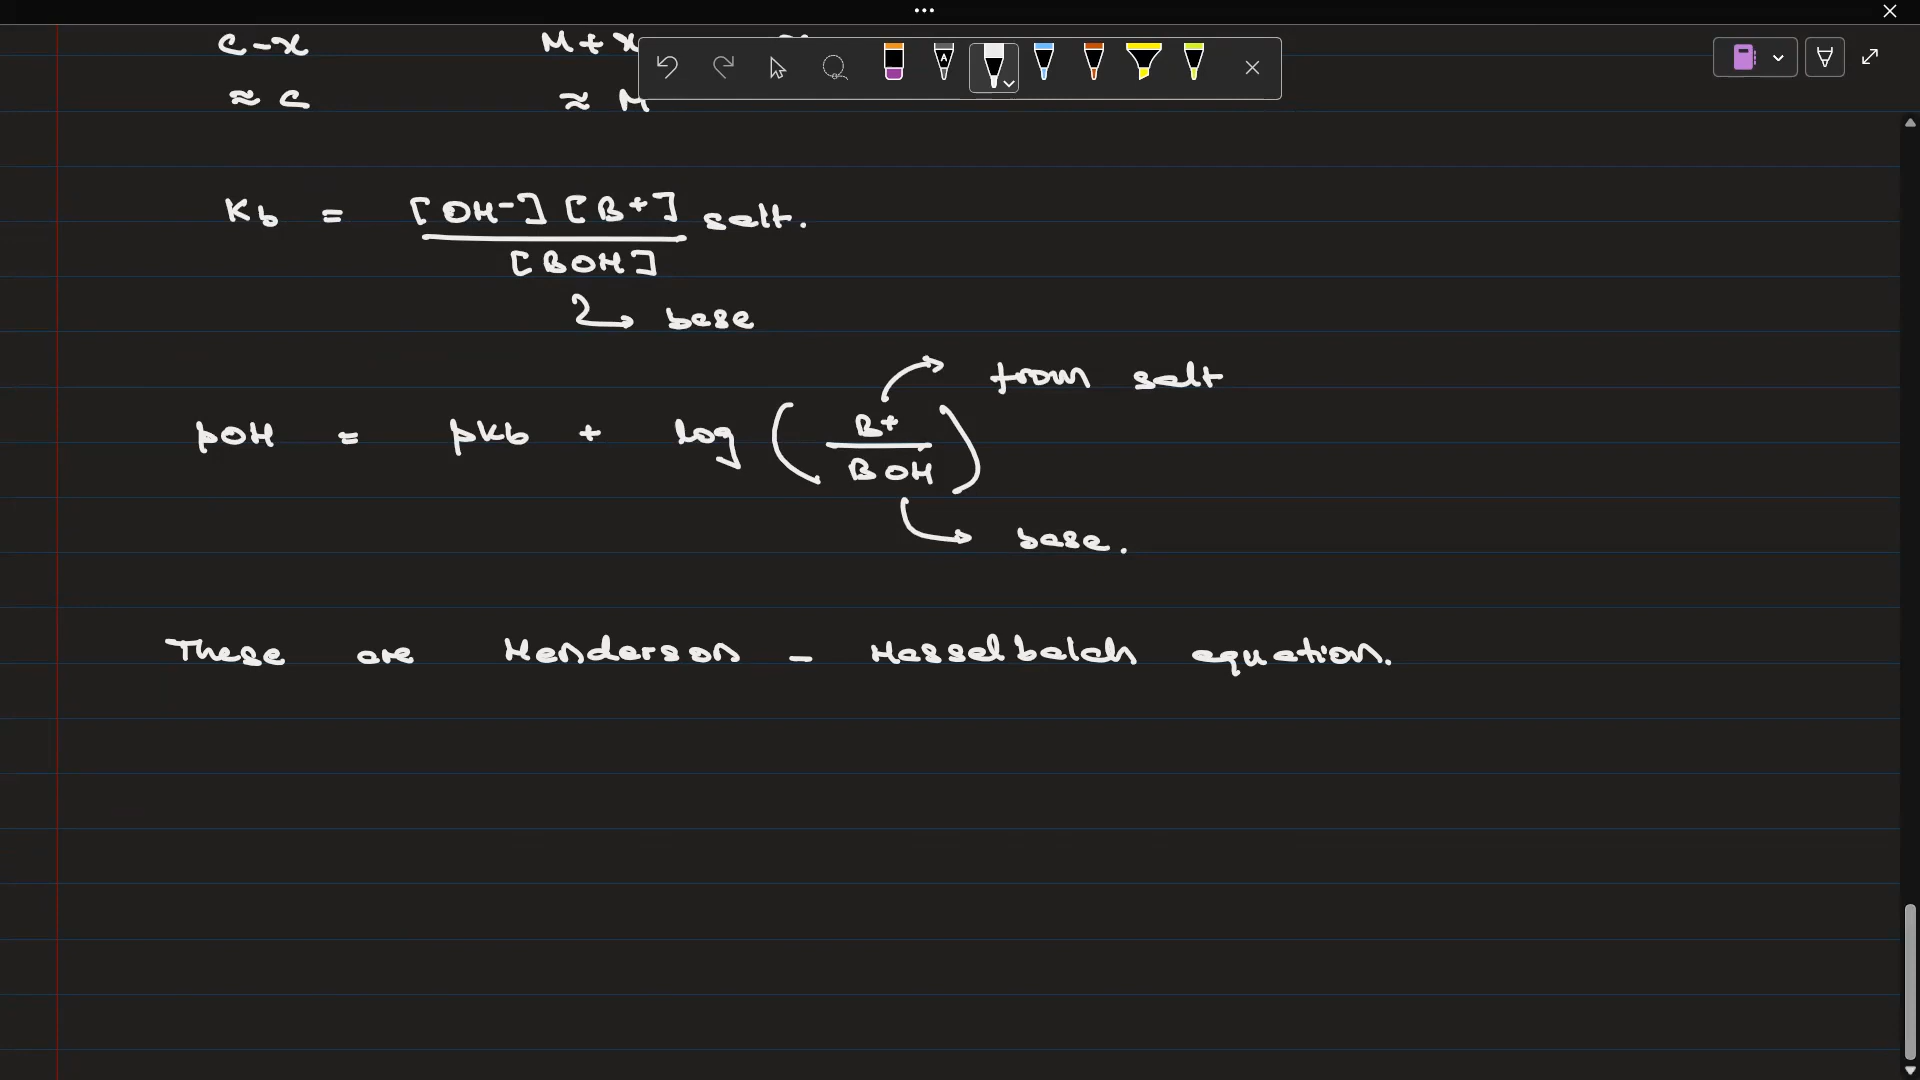 C-x M+x
≈ C ≈ M
Kb = [OH-] [B+] salt.
[BOH]
base
from salt
pOH = pKb + log ( B+
BOH )
base.
These are Henderson - Hasselbalch equation.